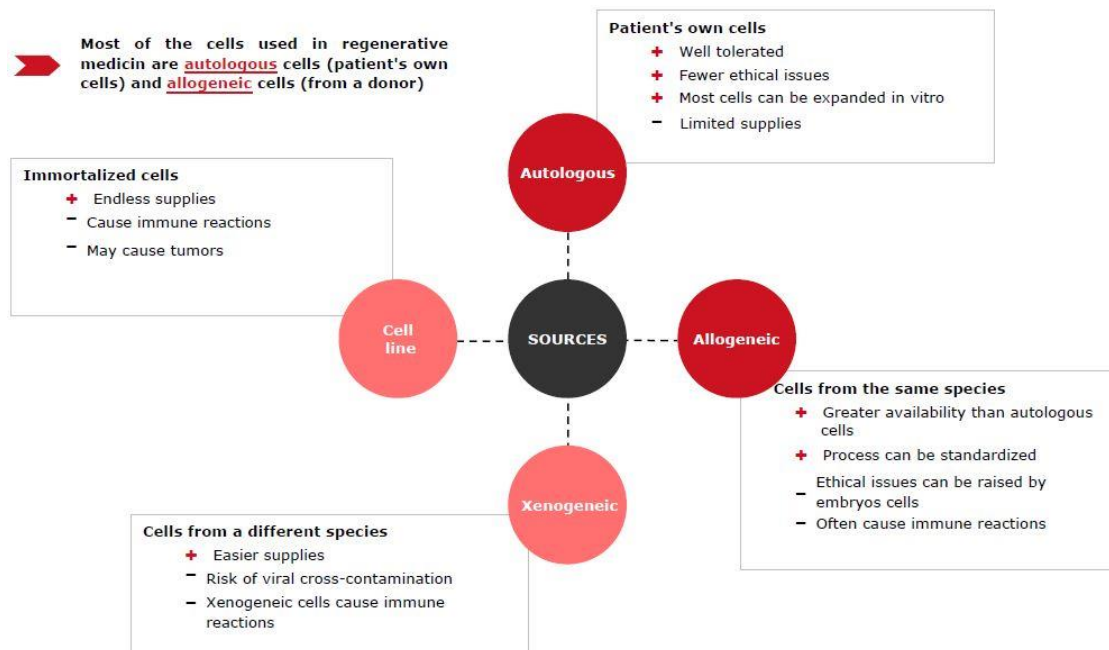 Most of the cells used in regenerative
medicin are autologous cells (patient's own
cells) and allogeneic cells (from a donor)
Patient's own cells
+ Well tolerated
+ Fewer ethical issues
+ Most cells can be expanded in vitro
- Limited supplies
Autologous
Immortalized cells
+ Endless supplies
- Cause immune reactions
- May cause tumors
Cell
line
SOURCES
Allogeneic
Cells from the same species
+ Greater availability than autologous
cells
+ Process can be standardized
- Ethical issues can be raised by
embryos cells
- Often cause immune reactions
Xenogeneic
Cells from a different species
+ Easier supplies
- Risk of viral cross-contamination
- Xenogeneic cells cause immune
reactions